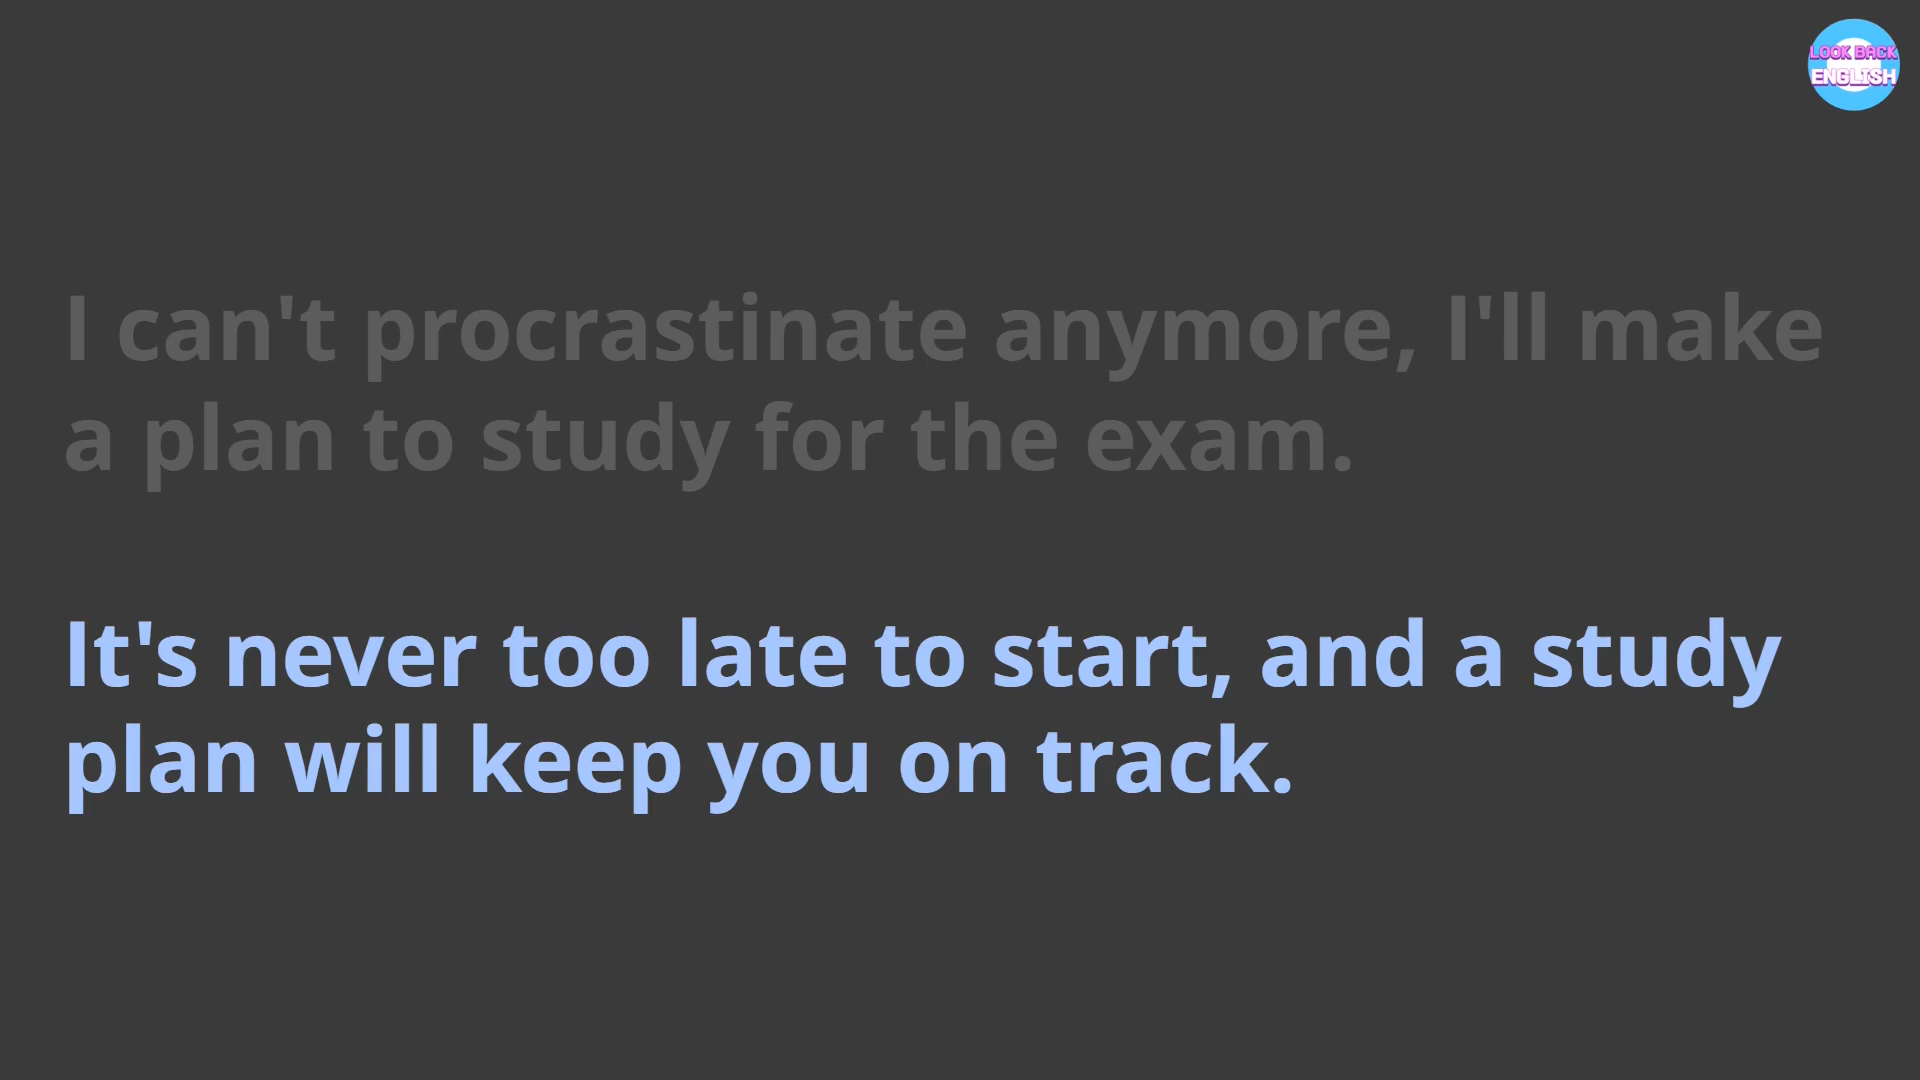 LOOK BACK
ENGLISH
I can't procrastinate anymore, I'll make
a plan to study for the exam.
It's never too late to start, and a study
plan will keep you on track.